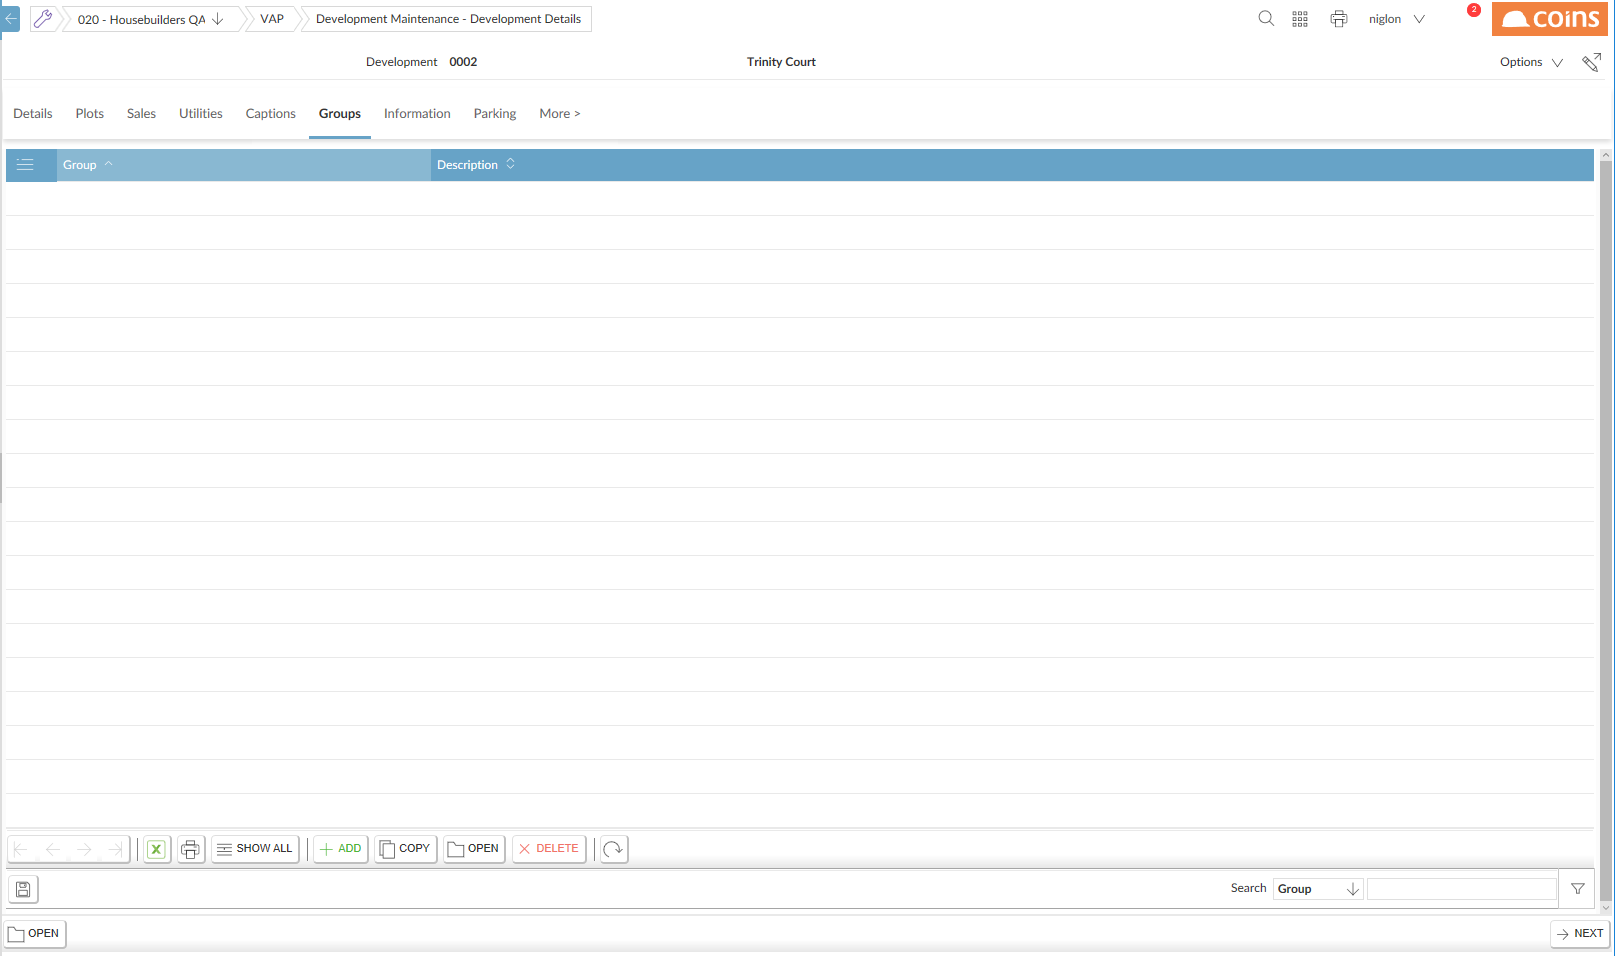 020 - Housebuilders QA VAP Development Maintenance - Development Details niglon 2 coins
Development 0002 Trinity Court Options
Details Plots Sales Utilities Captions Groups Information Parking More >
Group Description
SHOW ALL ADD COPY OPEN DELETE
Search Group
OPEN NEXT